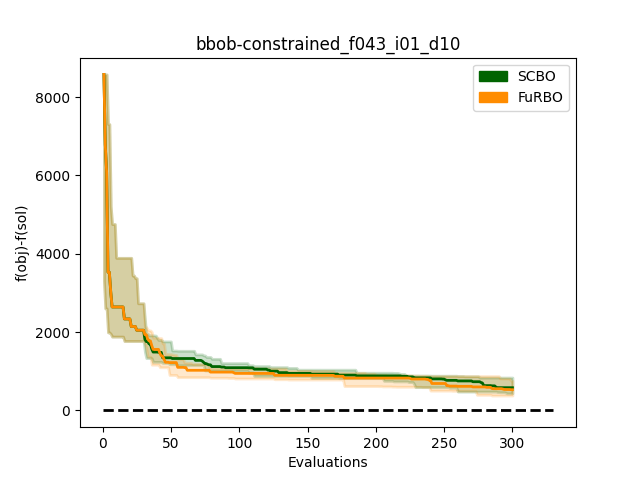 bbob-constrained_f043_i01_d10
SCBO
FuRBO
f(obj)-f(sol)
8000
6000
4000
2000
0
0 50 100 150 200 250 300
Evaluations